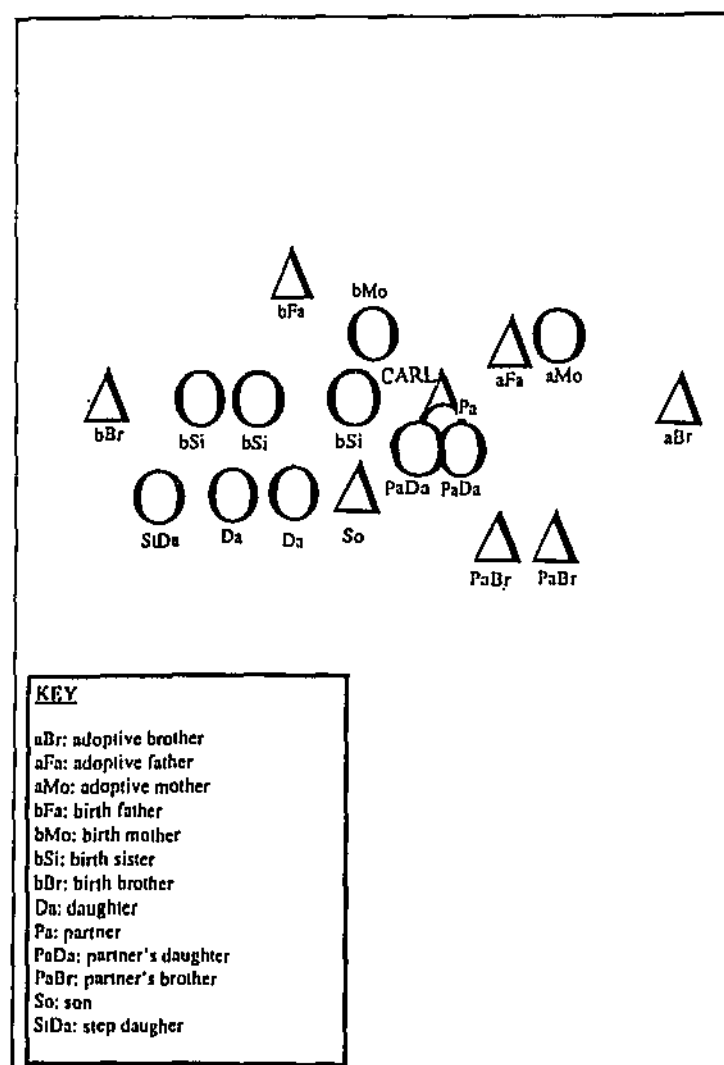 bFa
bMo
CARLA
aFa
aMo
bBr
bSi
bSi
bSi
Pa
aBr
PaDa
PaDa
StDa
Da
Da
So
PaBr
PaBr
KEY
aBr: adoptive brother
aFa: adoptive father
aMo: adoptive mother
bFa: birth father
bMo: birth mother
bSi: birth sister
bBr: birth brother
Da: daughter
Pa: partner
PaDa: partner's daughter
PaBr: partner's brother
So: son
StDa: step daugher